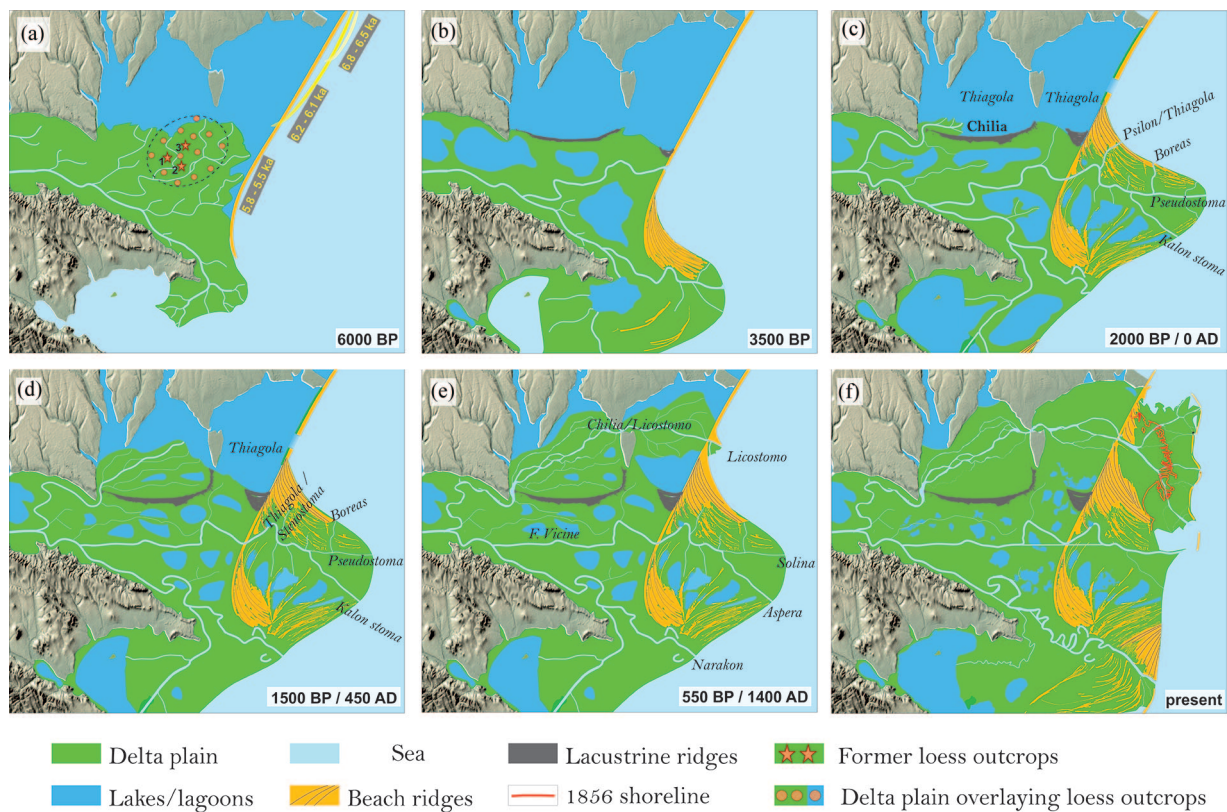 (a)
6.8 - 6.5 ka
6.2 - 6.1 ka
5.8 - 5.5 ka
3
1
2
6000 BP
(b)
3500 BP
(c)
Thiagola
Thiagola
Chilia
Psilon/Thiagola
Boreas
Pseudostoma
Kalon stoma
2000 BP / 0 AD
(d)
Thiagola
Thiagola /
Stenostoma
Boreas
Pseudostoma
Kalon stoma
1500 BP / 450 AD
(e)
Chilia/Licostomo
Licostomo
F. Vicine
Solina
Aspera
Narakon
550 BP / 1400 AD
(f)
present
Delta plain
Sea
Lacustrine ridges
Former loess outcrops
Lakes/lagoons
Beach ridges
1856 shoreline
Delta plain overlaying loess outcrops